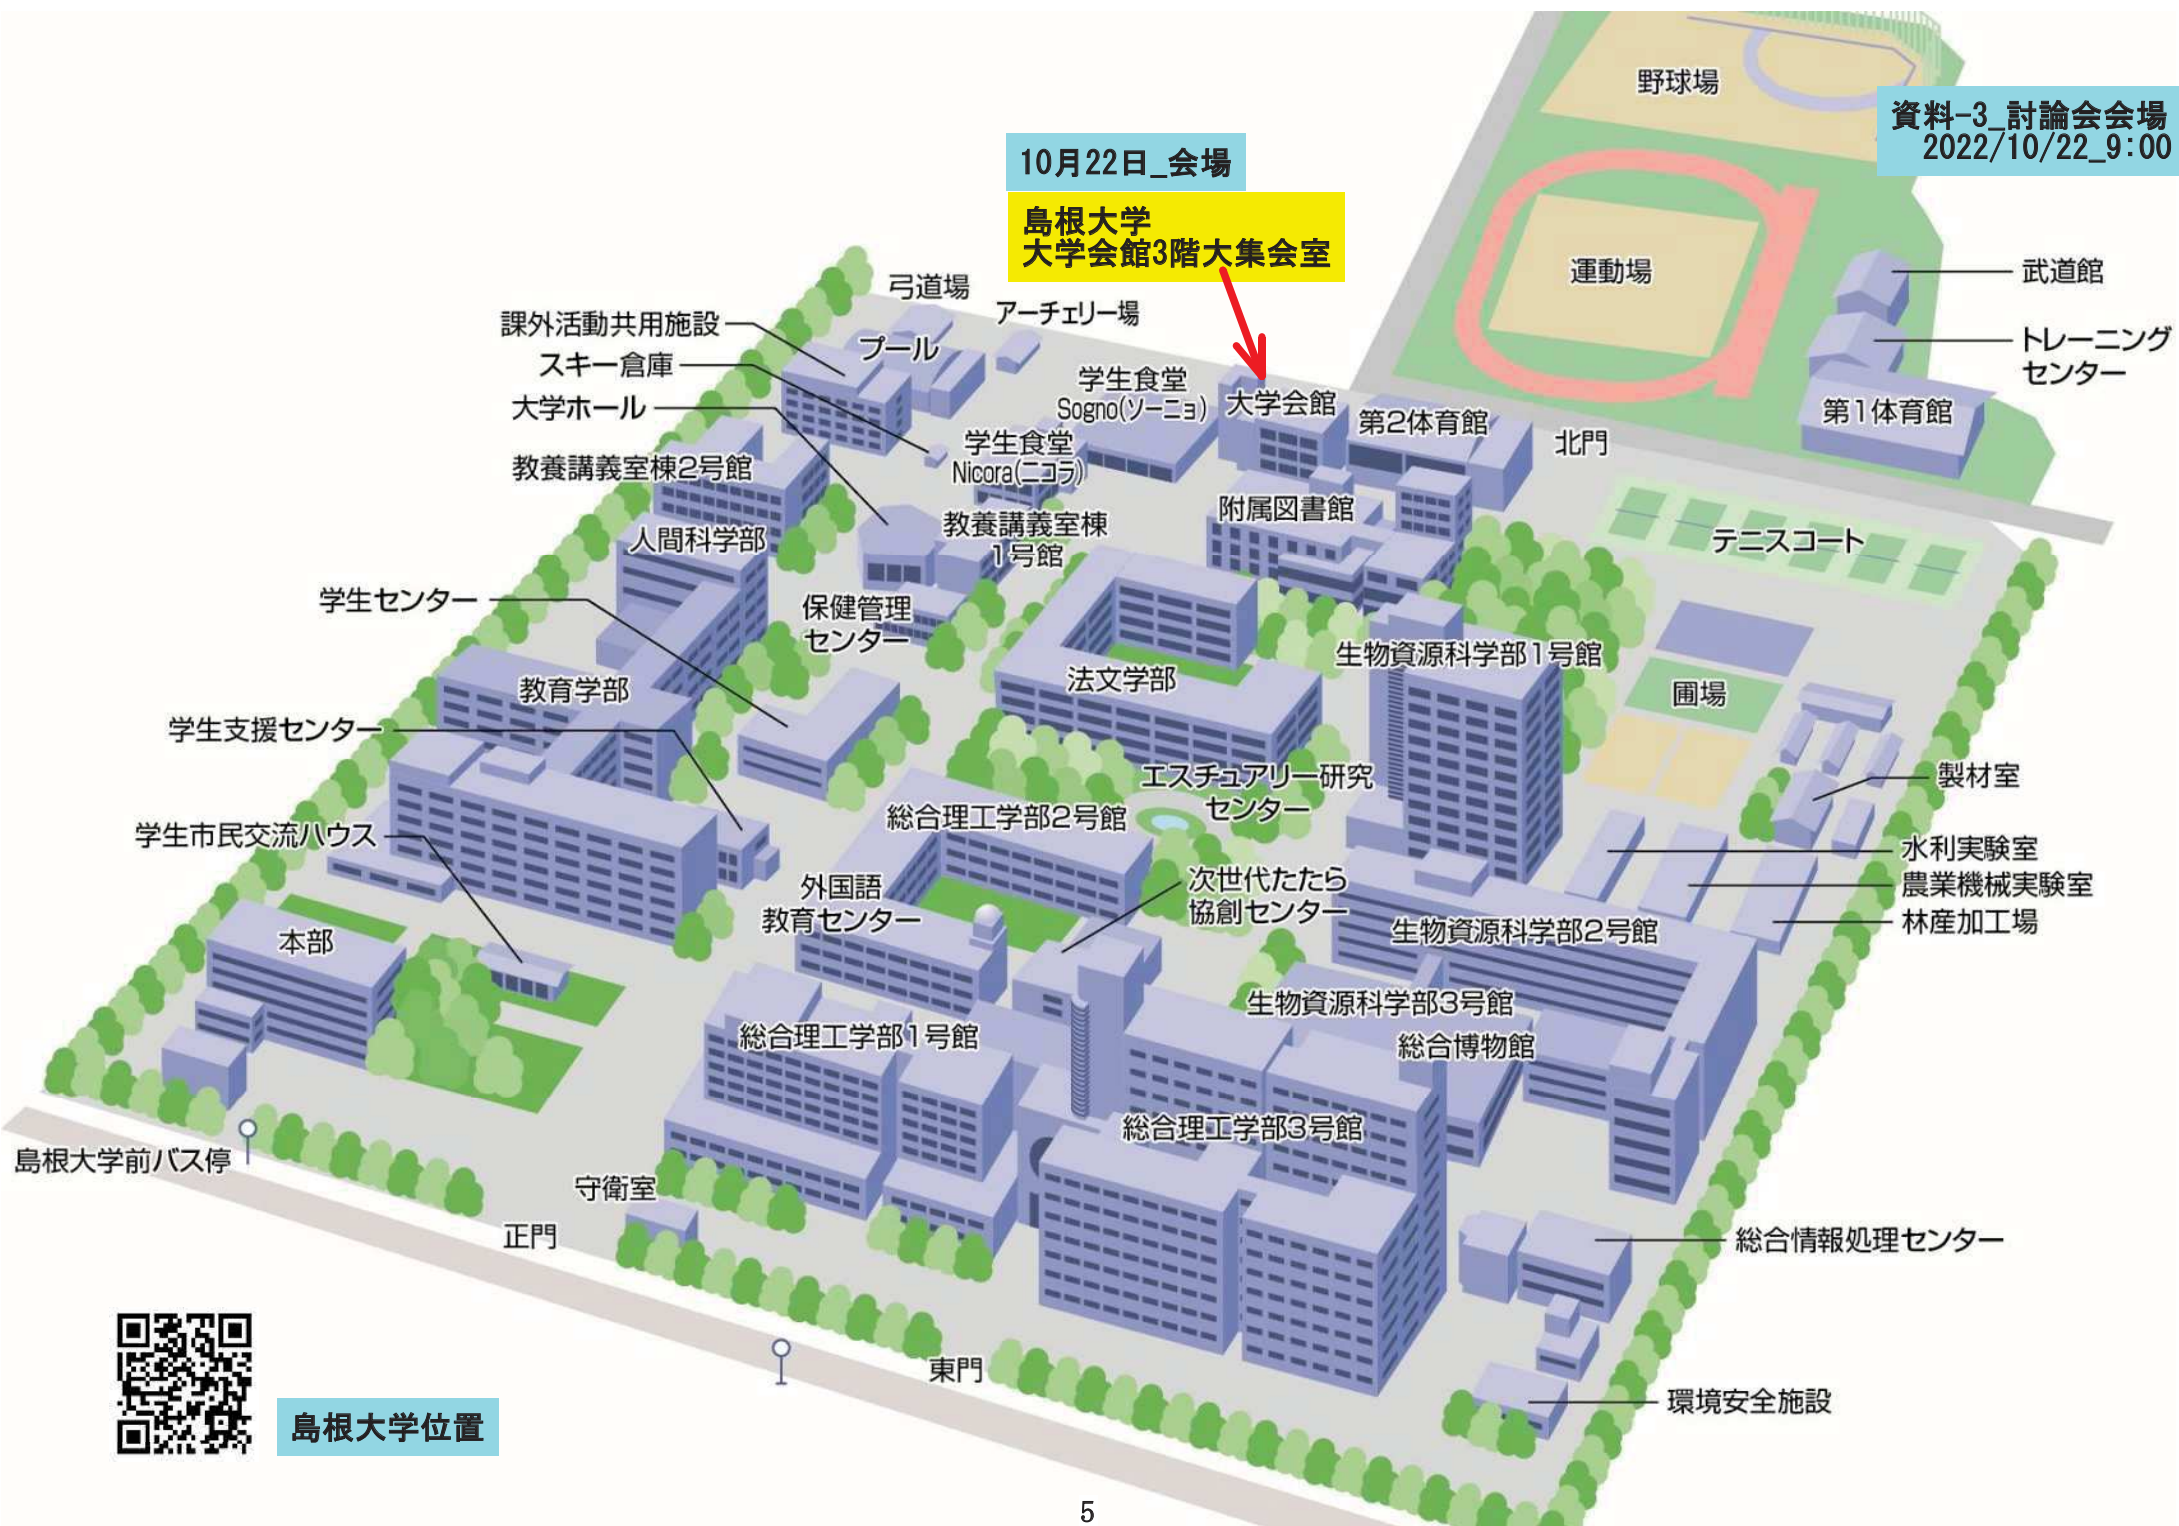 野球場
資料-3_討論会会場
2022/10/22_9:00
10月22日_会場
島根大学
大学会館3階大集会室
運動場
武道館
トレーニング
センター
第1体育館
弓道場
アーチェリー場
課外活動共用施設
プール
スキー倉庫
大学ホール
学生食堂
Sogno(ソーニョ)
大学会館
第2体育館
北門
学生食堂
Nicora(ニコラ)
教養講義室棟2号館
附属図書館
教養講義室棟
1号館
人間科学部
テニスコート
学生センター
保健管理
センター
生物資源科学部1号館
法文学部
教育学部
圃場
学生支援センター
エスチュアリー研究
センター
製材室
総合理工学部2号館
学生市民交流ハウス
水利実験室
農業機械実験室
林産加工場
外国語
教育センター
次世代たたら
協創センター
生物資源科学部2号館
本部
生物資源科学部3号館
総合理工学部1号館
総合博物館
総合理工学部3号館
島根大学前バス停
守衛室
正門
総合情報処理センター
東門
環境安全施設
島根大学位置
5